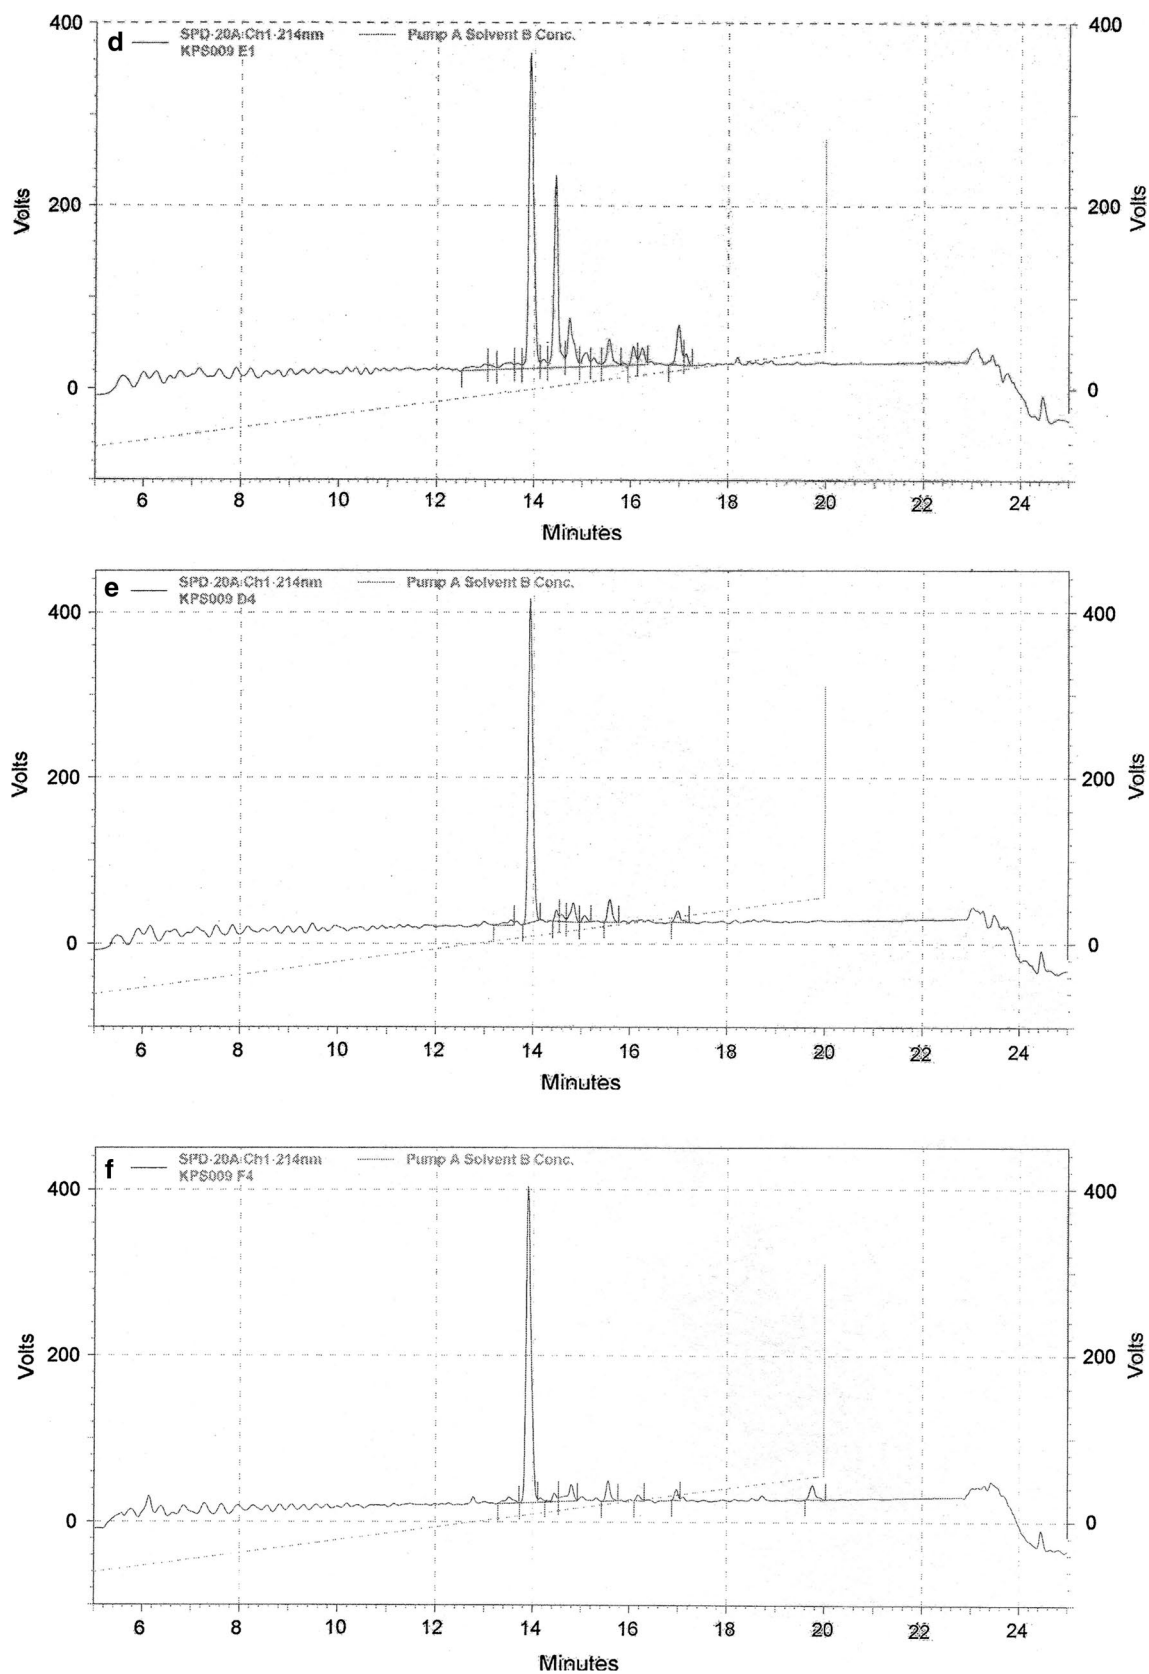 400
400
d
SPD-20A Ch1-214nm
Pump A Solvent B Conc.
KPS009 E1
Volts
200
200
Volts
0
0
6 8 10 12 14 16 18 20 22 24
Minutes
e
SPD-20A Ch1-214nm
Pump A Solvent B Conc.
KPS009 D4
400
400
Volts
200
200
Volts
0
0
6 8 10 12 14 16 18 20 22 24
Minutes
f
SPD-20A Ch1-214nm
Pump A Solvent B Conc.
KPS009 F4
400
400
Volts
200
200
Volts
0
0
6 8 10 12 14 16 18 20 22 24
Minutes